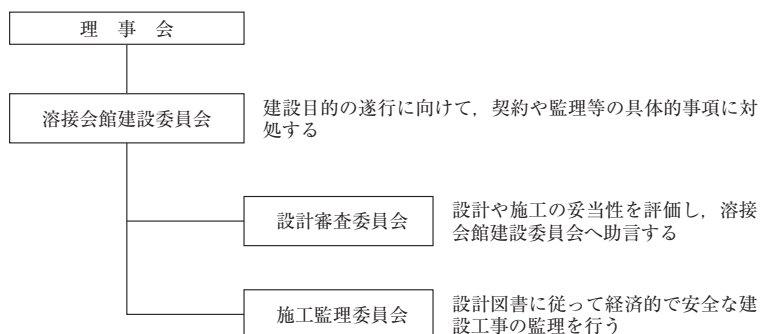 理 事 会
溶接会館建設委員会
建設目的の遂行に向けて，契約や監理等の具体的事項に対
処する
設計審査委員会
設計や施工の妥当性を評価し，溶接
会館建設委員会へ助言する
施工監理委員会
設計図書に従って経済的で安全な建
設工事の監理を行う